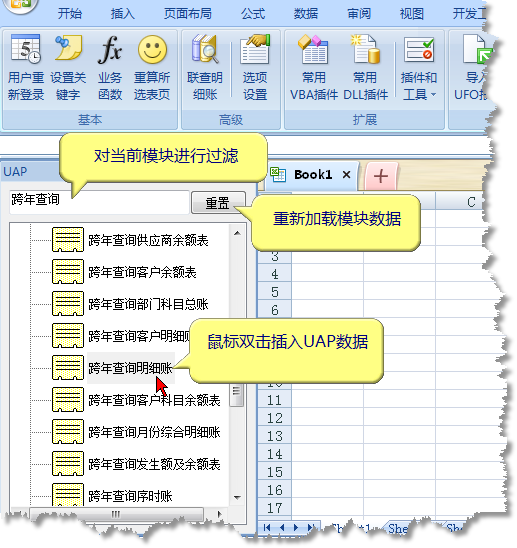 开始 插入 页面布局 公式 数据 审阅 视图 开发工
用户重新登录
设置关键字
业务函数
重算所选表页
联查明细账
选项设置
常用VBA插件
常用DLL插件
插件和工具
导入
基本 高级 扩展
UAP
对当前模块进行过滤
Book1
跨年查询 重置
C
重新加载模块数据
跨年查询供应商余额表
跨年查询客户余额表
跨年查询部门科目总账
跨年查询客户明细账
鼠标双击插入UAP数据
跨年查询明细账
跨年查询客户科目余额表
跨年查询月份综合明细账
跨年查询发生额及余额表
跨年查询序时账
3
4
5
6
7
11
12
13
14
15
16
17